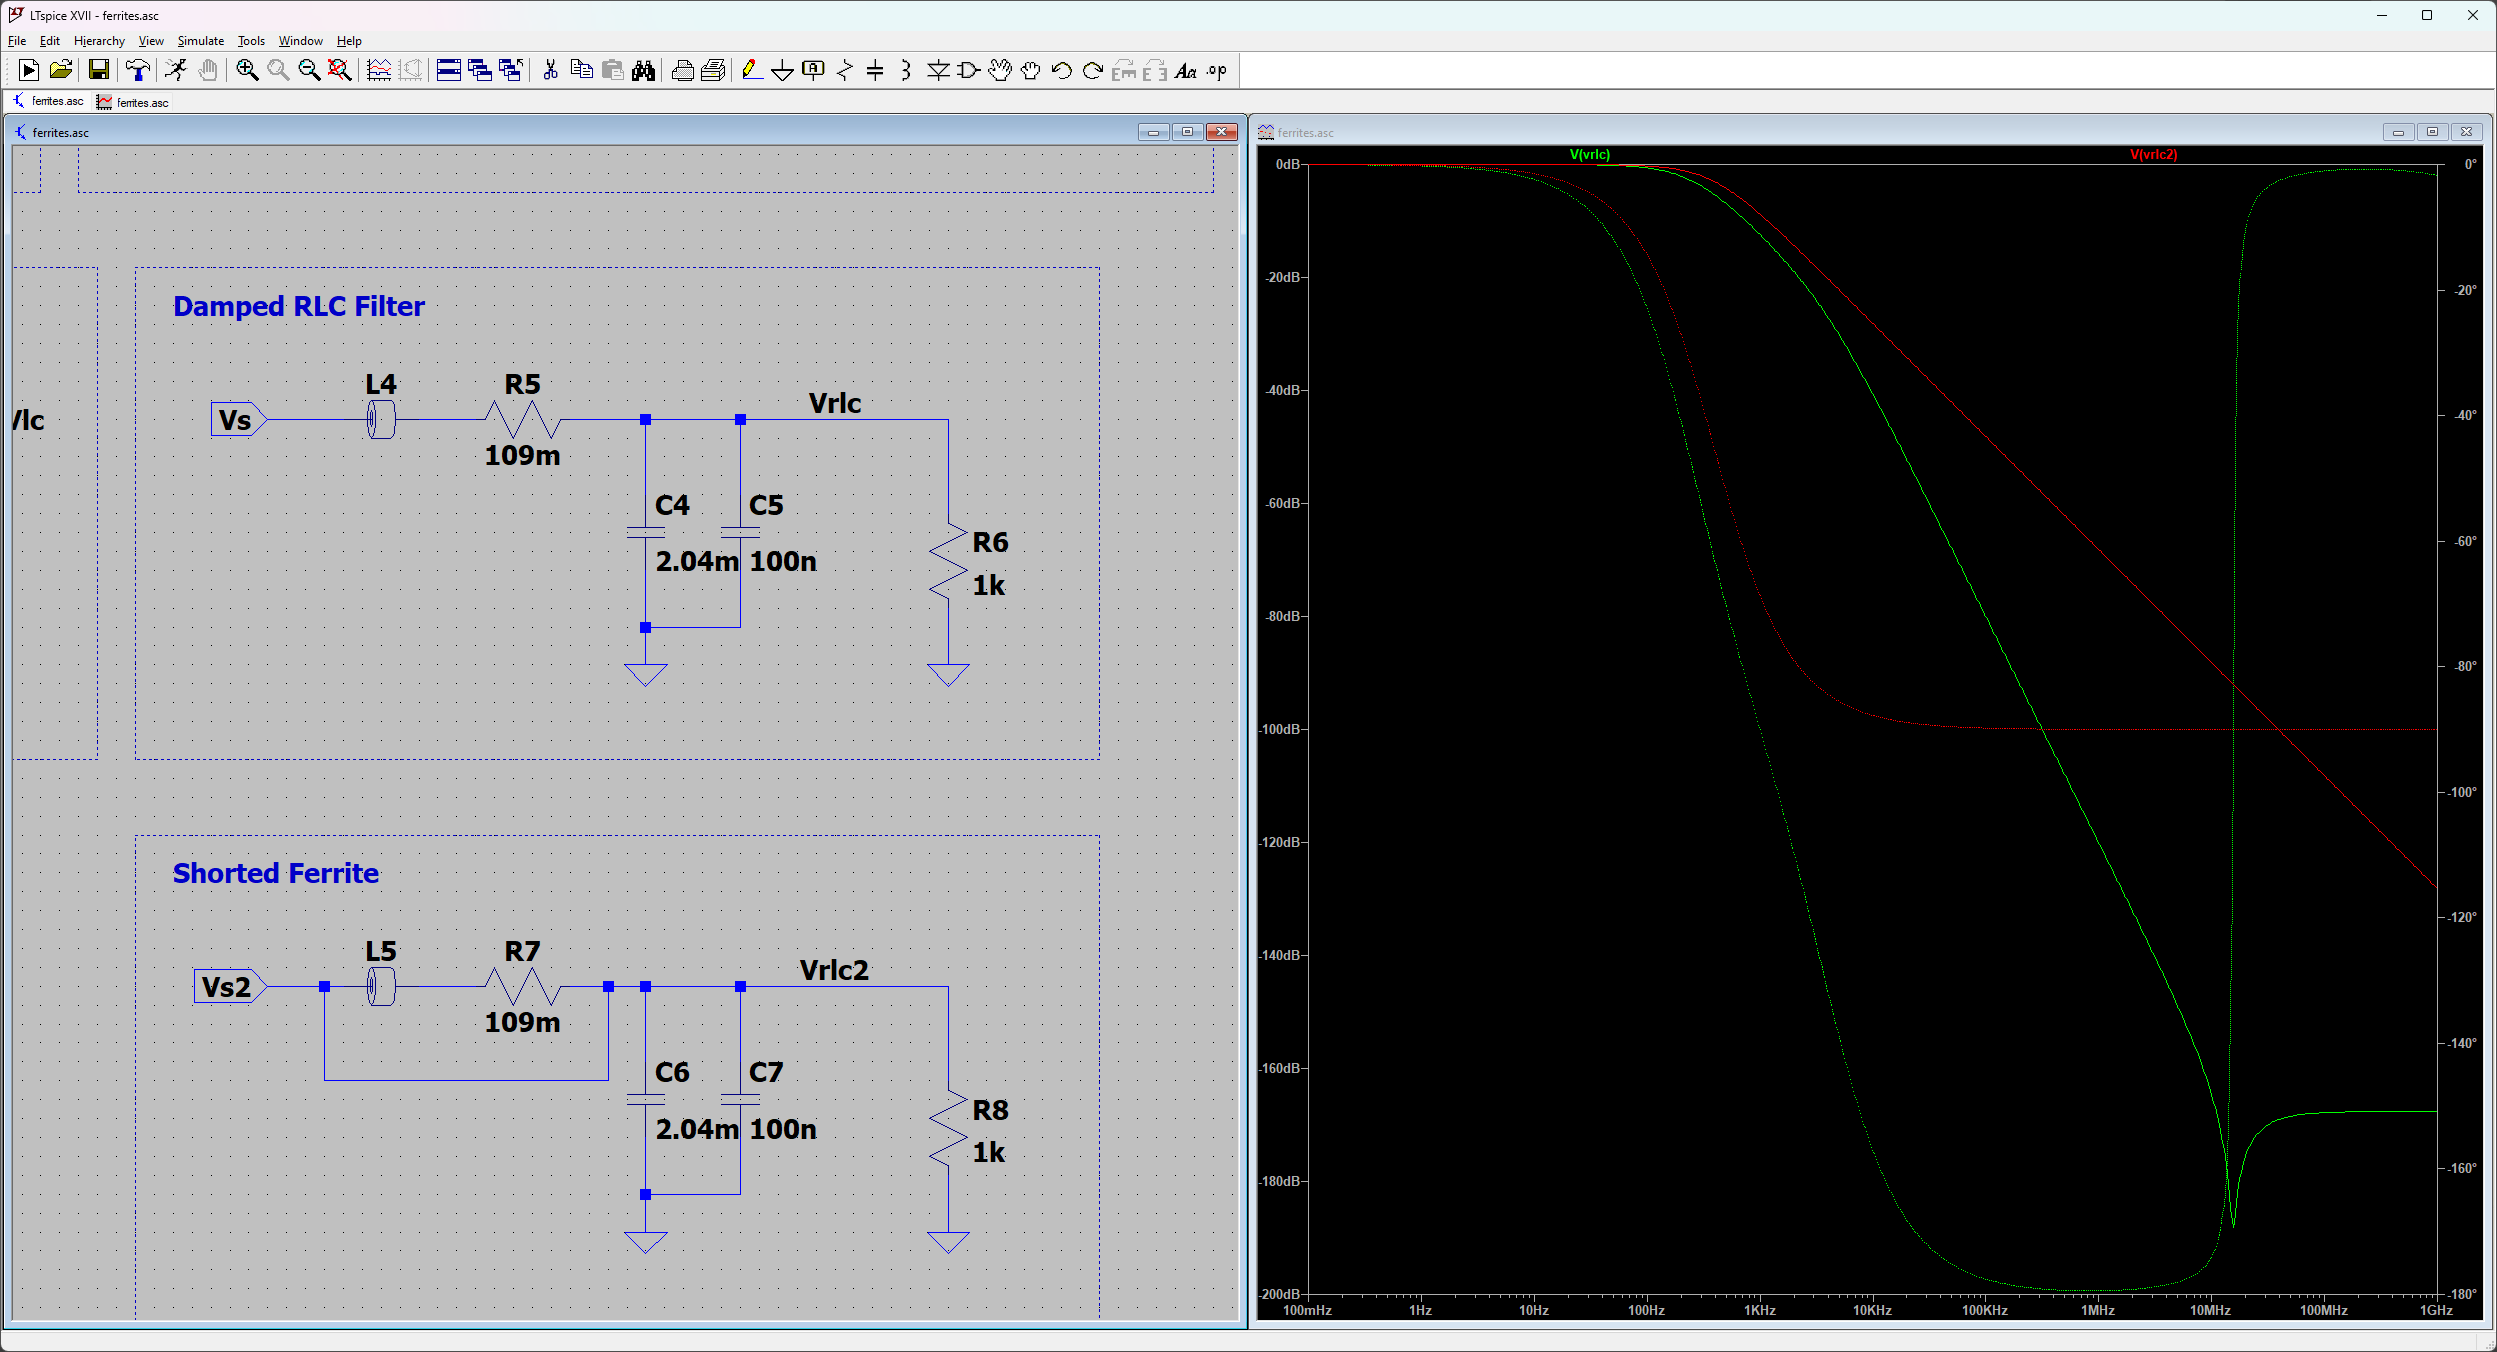 LTspice XVII - ferrites.asc
File Edit Hierarchy View Simulate Tools Window Help
ferrites.asc ferrites.asc
ferrites.asc
Vlc
Damped RLC Filter
Vs
L4
R5
109m
Vrlc
C4
2.04m
C5
100n
R6
1k
Shorted Ferrite
Vs2
L5
R7
109m
Vrlc2
C6
2.04m
C7
100n
R8
1k
ferrites.asc
V(vrlc) V(vrlc2)
0dB
-20dB
-40dB
-60dB
-80dB
-100dB
-120dB
-140dB
-160dB
-180dB
-200dB
0°
-20°
-40°
-60°
-80°
-100°
-120°
-140°
-160°
-180°
100mHz 1Hz 10Hz 100Hz 1KHz 10KHz 100KHz 1MHz 10MHz 100MHz 1GHz